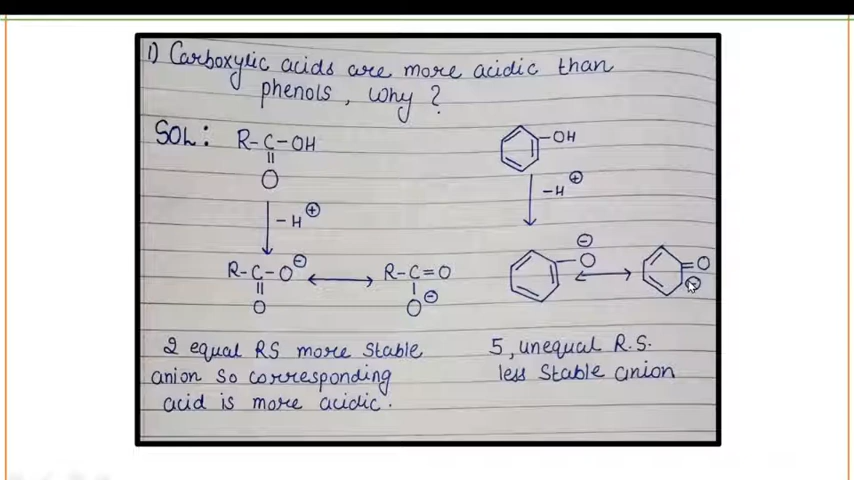 1) Carboxylic acids are more acidic than
phenols, why ?
SOL :
R-C-OH
||
O
-OH
-H⊕
-H⊕
R-C-O⊖
||
O
R-C=O
|
O⊖
⊖
-O
=O
⊖
2 equal RS more stable
anion so corresponding
acid is more acidic.
5, unequal R.S.
less stable anion